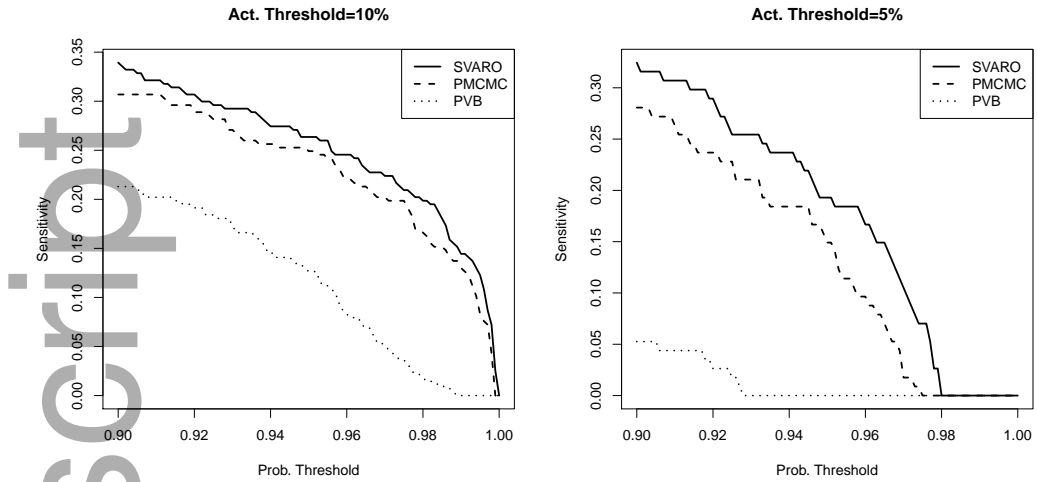 Act. Threshold=10%
SVARO
PMCMC
PVB
Sensitivity
0.35
0.30
0.25
0.20
0.15
0.10
0.05
0.00
0.90 0.92 0.94 0.96 0.98 1.00
Prob. Threshold
Act. Threshold=5%
SVARO
PMCMC
PVB
Sensitivity
0.30
0.25
0.20
0.15
0.10
0.05
0.00
0.90 0.92 0.94 0.96 0.98 1.00
Prob. Threshold
script